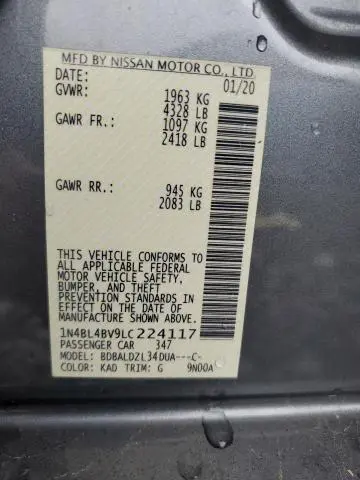 MFD BY NISSAN MOTOR CO., LTD.
DATE: 01/20
GVWR: 1963 KG
4328 LB
GAWR FR.: 1097 KG
2418 LB
GAWR RR.: 945 KG
2083 LB
THIS VEHICLE CONFORMS TO
ALL APPLICABLE FEDERAL
MOTOR VEHICLE SAFETY,
BUMPER, AND THEFT
PREVENTION STANDARDS IN
EFFECT ON THE DATE OF
MANUFACTURE SHOWN ABOVE.
1N4BL4BV9LC224117
PASSENGER CAR 347
MODEL: BDBALDZL34DUA---C-
COLOR: KAD TRIM: G 9N00A